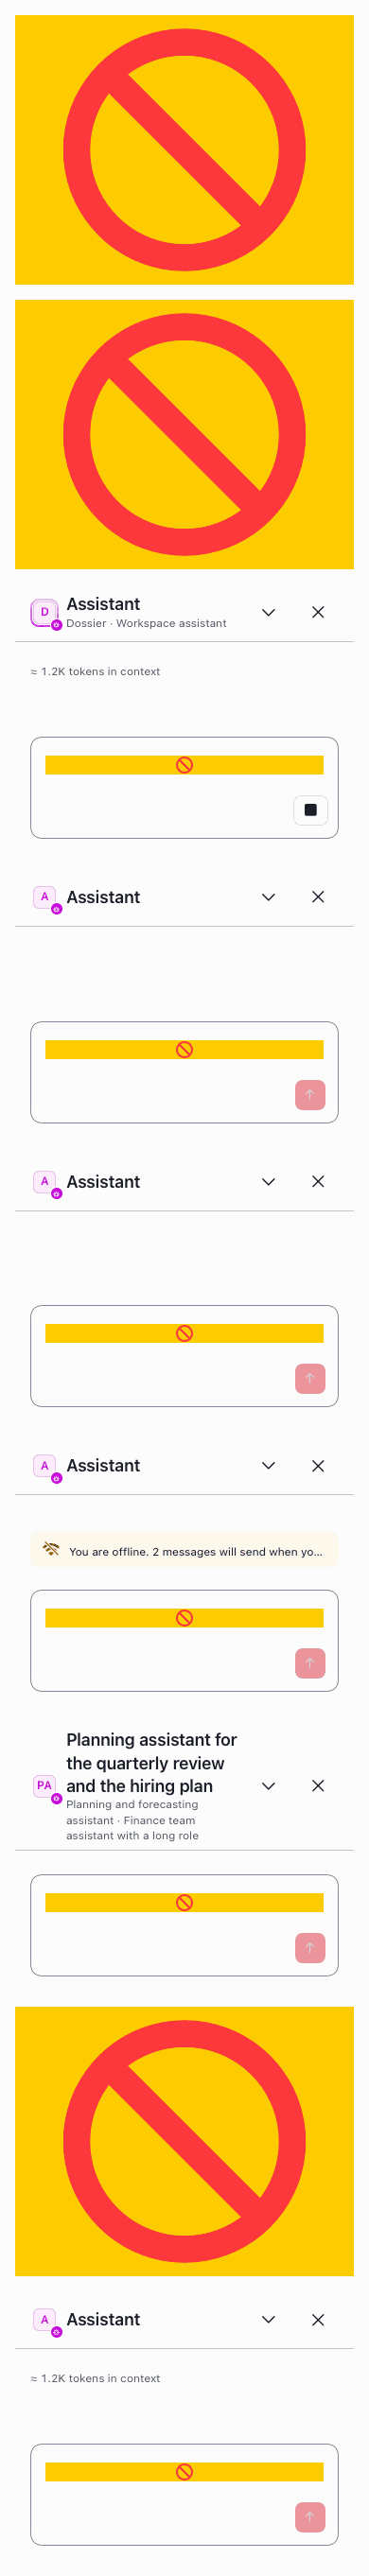 D
Assistant
Dossier · Workspace assistant
≈ 1.2K tokens in context
A
Assistant
A
Assistant
A
Assistant
You are offline. 2 messages will send when yo...
PA
Planning assistant for
the quarterly review
and the hiring plan
Planning and forecasting
assistant · Finance team
assistant with a long role
A
Assistant
≈ 1.2K tokens in context